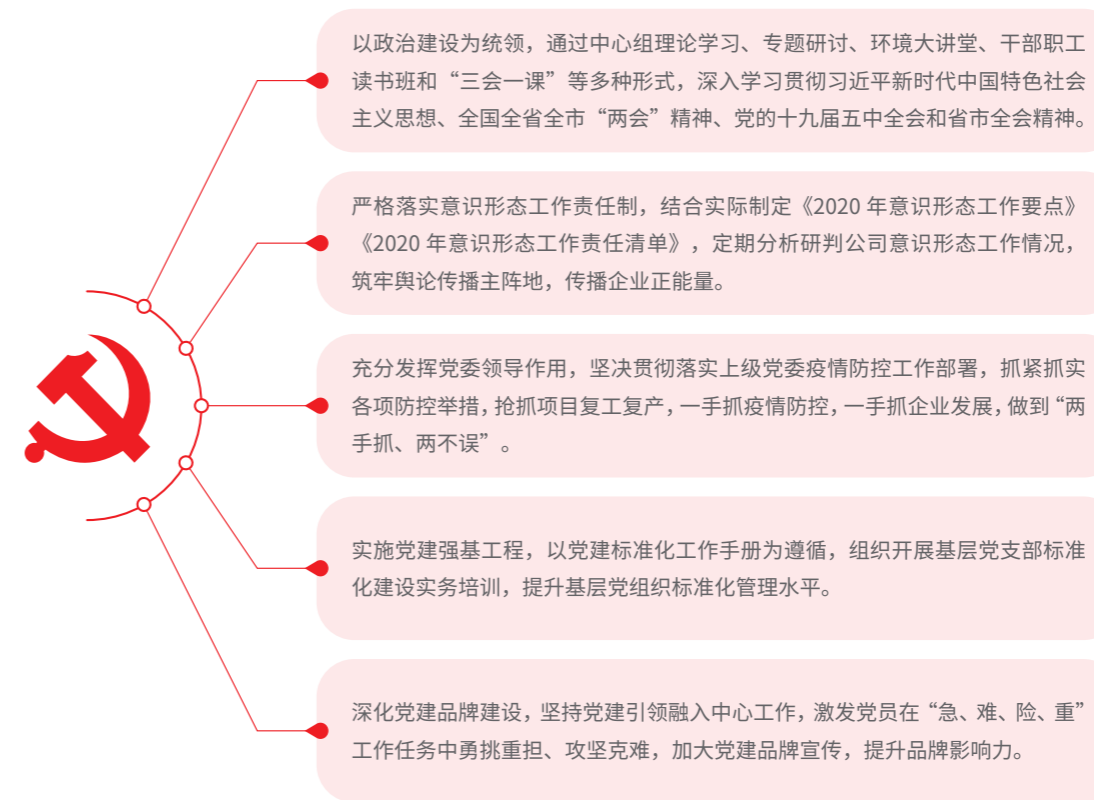 以政治建设为统领，通过中心组理论学习、专题研讨、环境大讲堂、干部职工
读书班和“三会一课”等多种形式，深入学习贯彻习近平新时代中国特色社会
主义思想、全国全省全市“两会”精神、党的十九届五中全会和省市全会精神。
严格落实意识形态工作责任制，结合实际制定《2020 年意识形态工作要点》
《2020 年意识形态工作责任清单》，定期分析研判公司意识形态工作情况，
筑牢舆论传播主阵地，传播企业正能量。
充分发挥党委领导作用，坚决贯彻落实上级党委疫情防控工作部署，抓紧抓实
各项防控举措，抢抓项目复工复产，一手抓疫情防控，一手抓企业发展，做到“两
手抓、两不误”。
实施党建强基工程，以党建标准化工作手册为遵循，组织开展基层党支部标准
化建设实务培训，提升基层党组织标准化管理水平。
深化党建品牌建设，坚持党建引领融入中心工作，激发党员在“急、难、险、重”
工作任务中勇挑重担、攻坚克难，加大党建品牌宣传，提升品牌影响力。